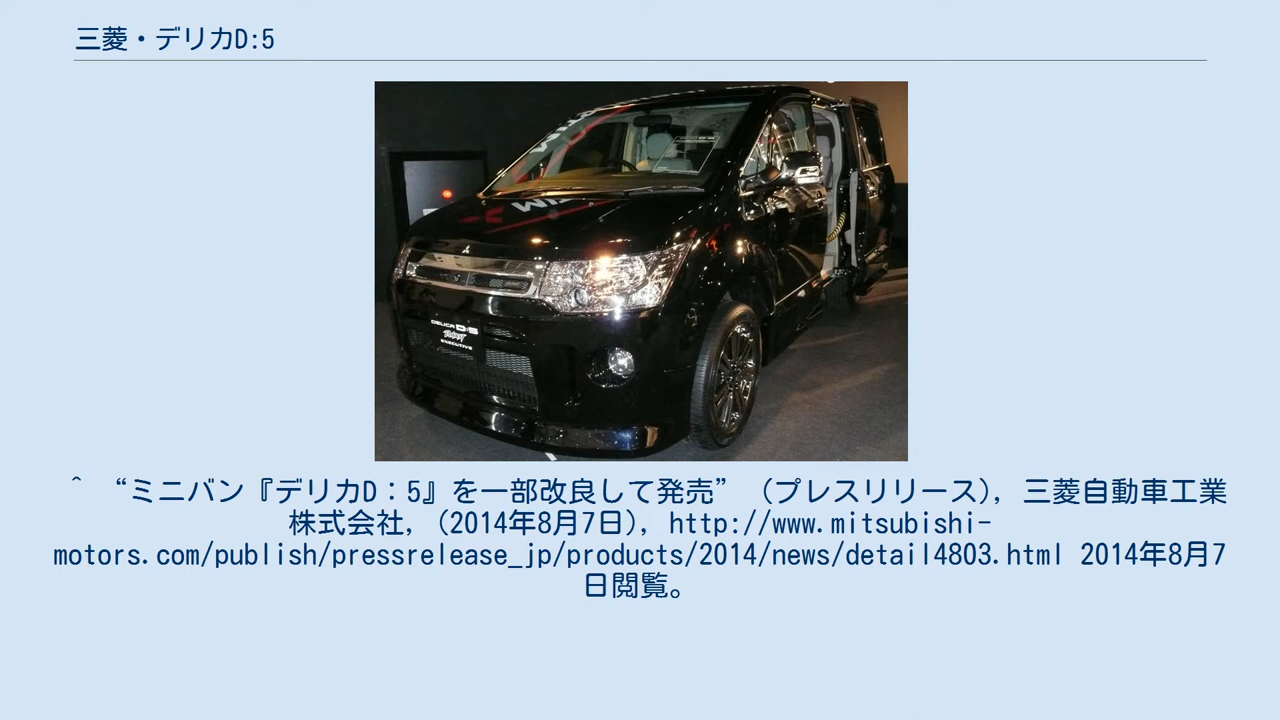 三菱・デリカD:5
DELICA D:5
EXECUTIVE
^ “ミニバン『デリカD：5』を一部改良して発売” (プレスリリース), 三菱自動車工業
株式会社, (2014年8月7日), http://www.mitsubishi-
motors.com/publish/pressrelease_jp/products/2014/news/detail4803.html 2014年8月7
日閲覧。